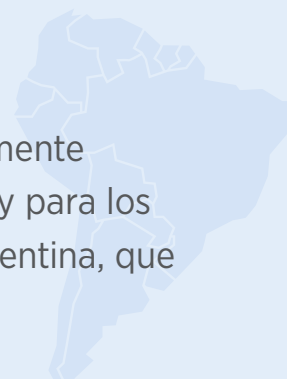 mente
y para los
entina, que